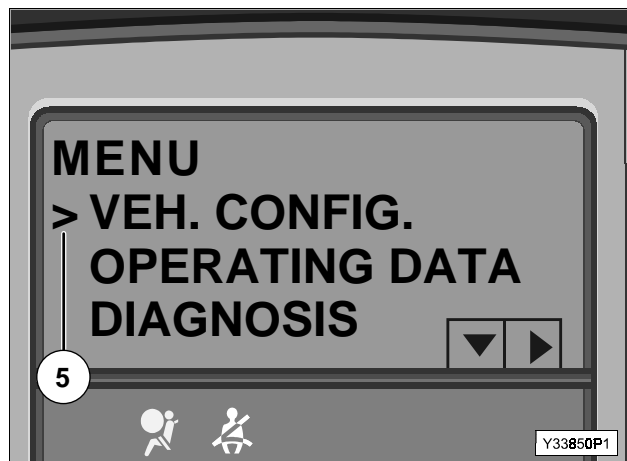 MENU
> VEH. CONFIG.
OPERATING DATA
DIAGNOSIS
5
Y33850P1